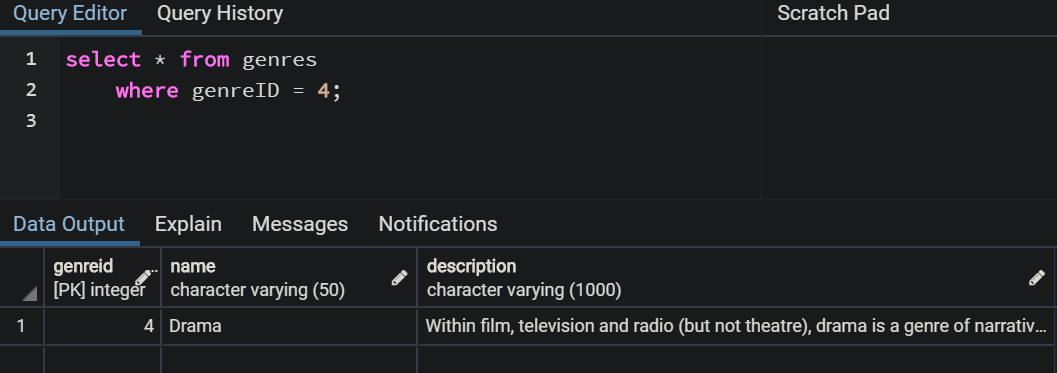 Query Editor Query History Scratch Pad
1 select * from genres
2 where genreID = 4;
3
Data Output Explain Messages Notifications
genreid .. name description
[PK] integer character varying (50) character varying (1000)
1 4 Drama Within film, television and radio (but not theatre), drama is a genre of narrativ...